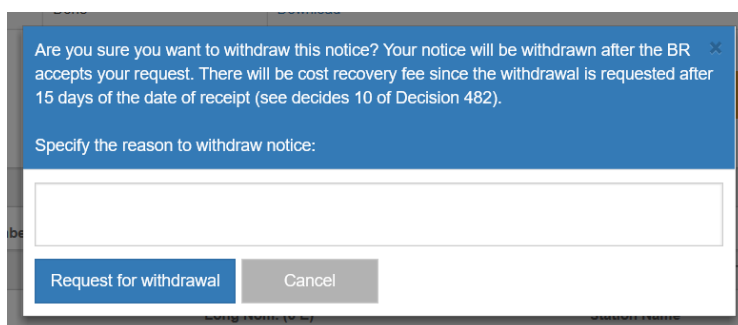 Done Download
Are you sure you want to withdraw this notice? Your notice will be withdrawn after the BR ×
accepts your request. There will be cost recovery fee since the withdrawal is requested after
15 days of the date of receipt (see decides 10 of Decision 482).
Specify the reason to withdraw notice:
Request for withdrawal Cancel
Long Nom. (0 E) Station Name